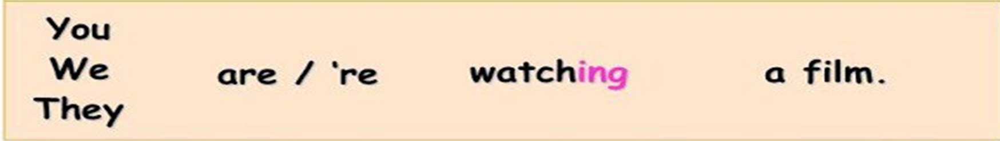 You
We
They
are / 're
watching
a film.